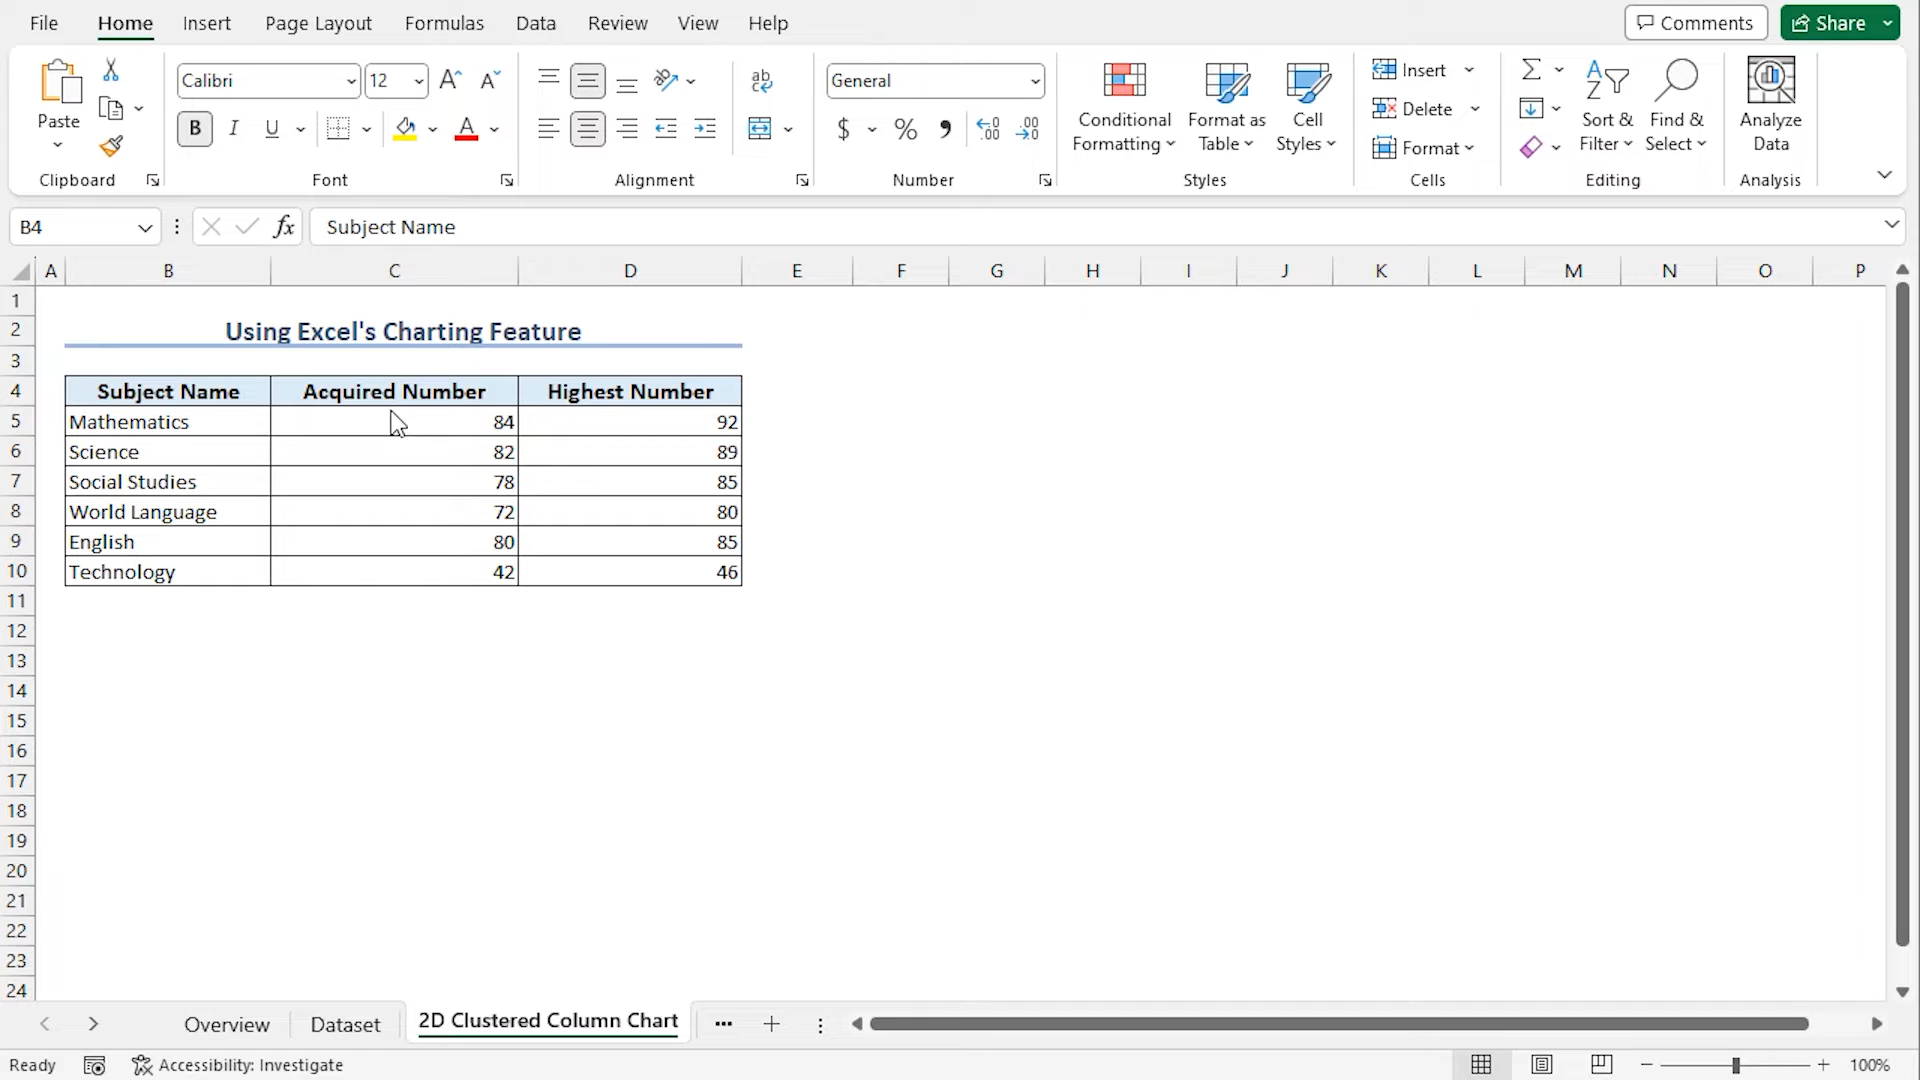 File Home Insert Page Layout Formulas Data Review View Help Comments Share
Calibri 12 General
Paste Conditional Formatting Format as Table Cell Styles Insert Delete Format Sort & Filter Find & Select Analyze Data
B I U A $ % ,
Clipboard Font Alignment Number Styles Cells Editing Analysis
B4 fx Subject Name
A B C D E F G H I J K L M N O P
1
2 Using Excel's Charting Feature
3
4 Subject Name Acquired Number Highest Number
5 Mathematics 84 92
6 Science 82 89
7 Social Studies 78 85
8 World Language 72 80
9 English 80 85
10 Technology 42 46
11
12
13
14
15
16
17
18
19
20
21
22
23
24
Overview Dataset 2D Clustered Column Chart ...
Ready Accessibility: Investigate 100%